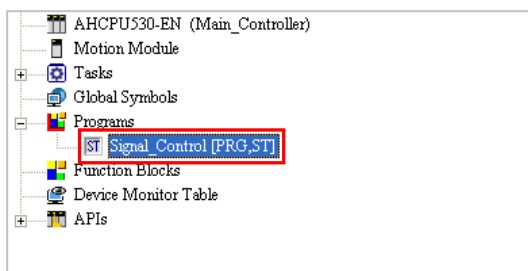 AHCPU530-EN (Main_Controller)
Motion Module
Tasks
Global Symbols
Programs
ST Signal_Control [PRG,ST]
Function Blocks
Device Monitor Table
APIs